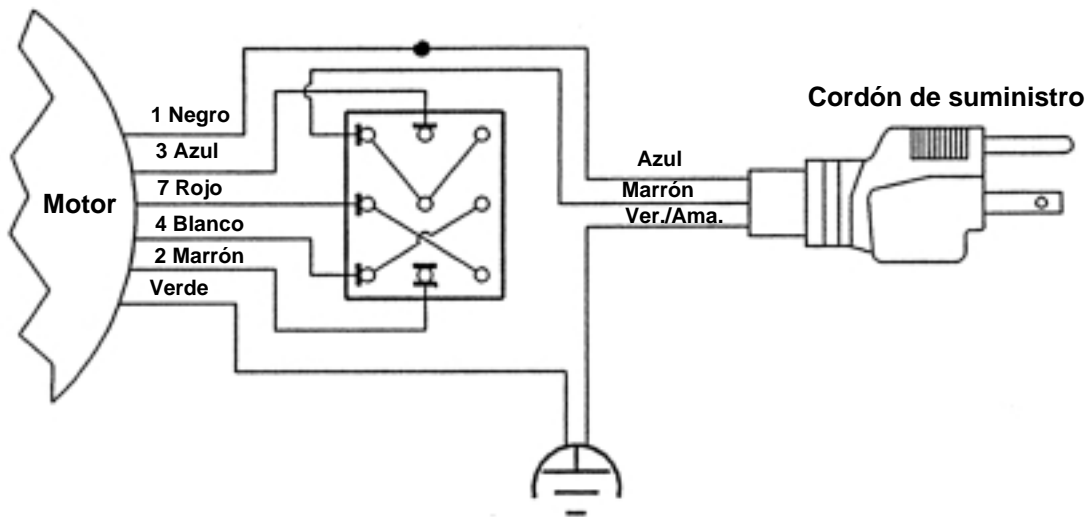 Cordón de suministro
1 Negro
3 Azul
7 Rojo
Motor
4 Blanco
2 Marrón
Verde
Azul
Marrón
Ver./Ama.